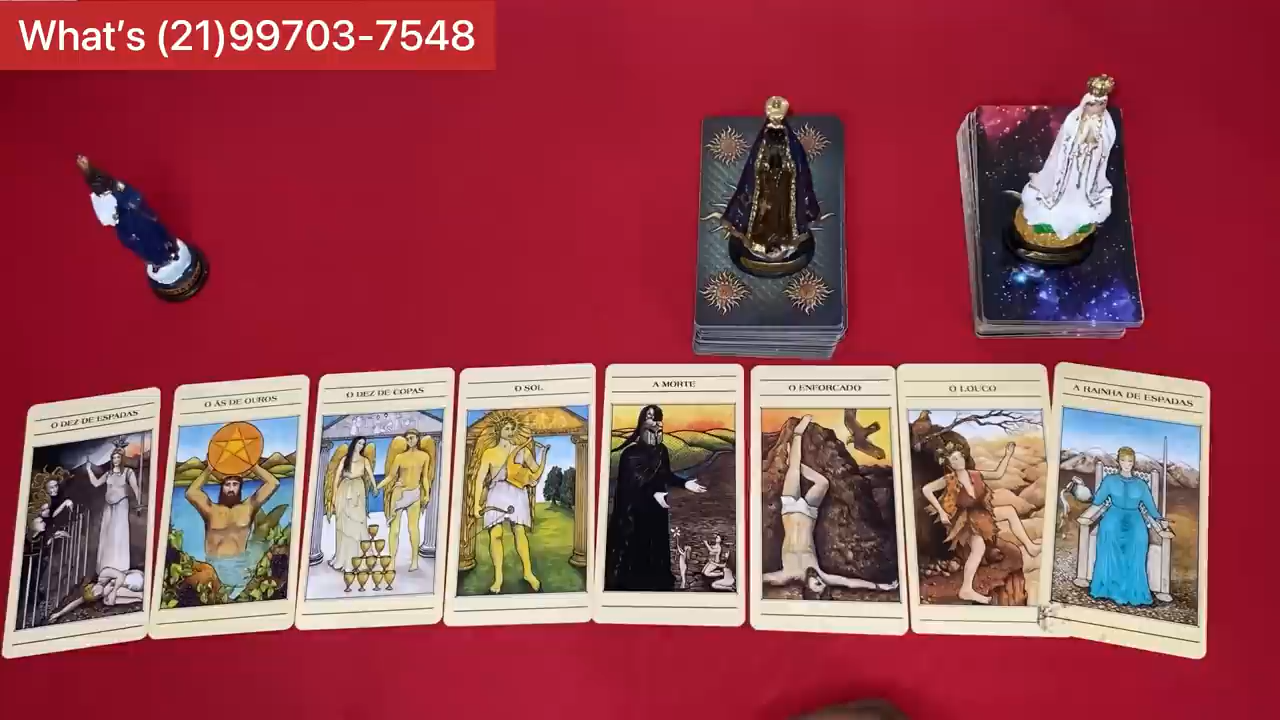 What’s (21)99703-7548
O DEZ DE ESPADAS
O ÁS DE OUROS
O DEZ DE COPAS
O SOL
A MORTE
O ENFORCADO
O LOUCO
A RAINHA DE ESPADAS